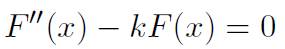 F''(x) − kF(x) = 0